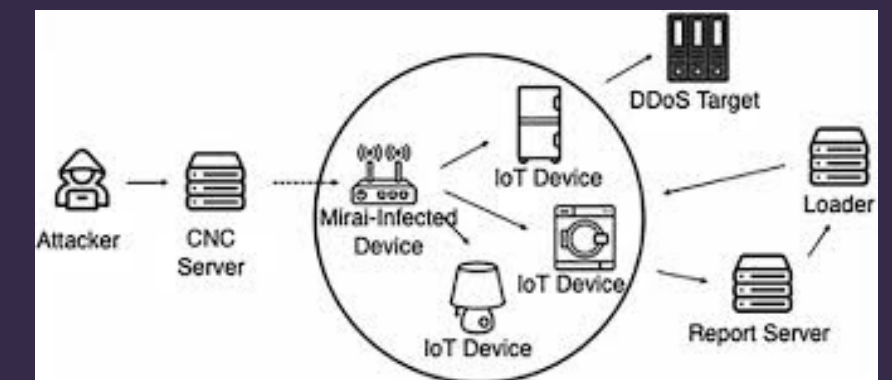 DDoS Target
IoT Device
Loader
Mirai-Infected
Device
Attacker
CNC
Server
IoT Device
Report Server
IoT Device